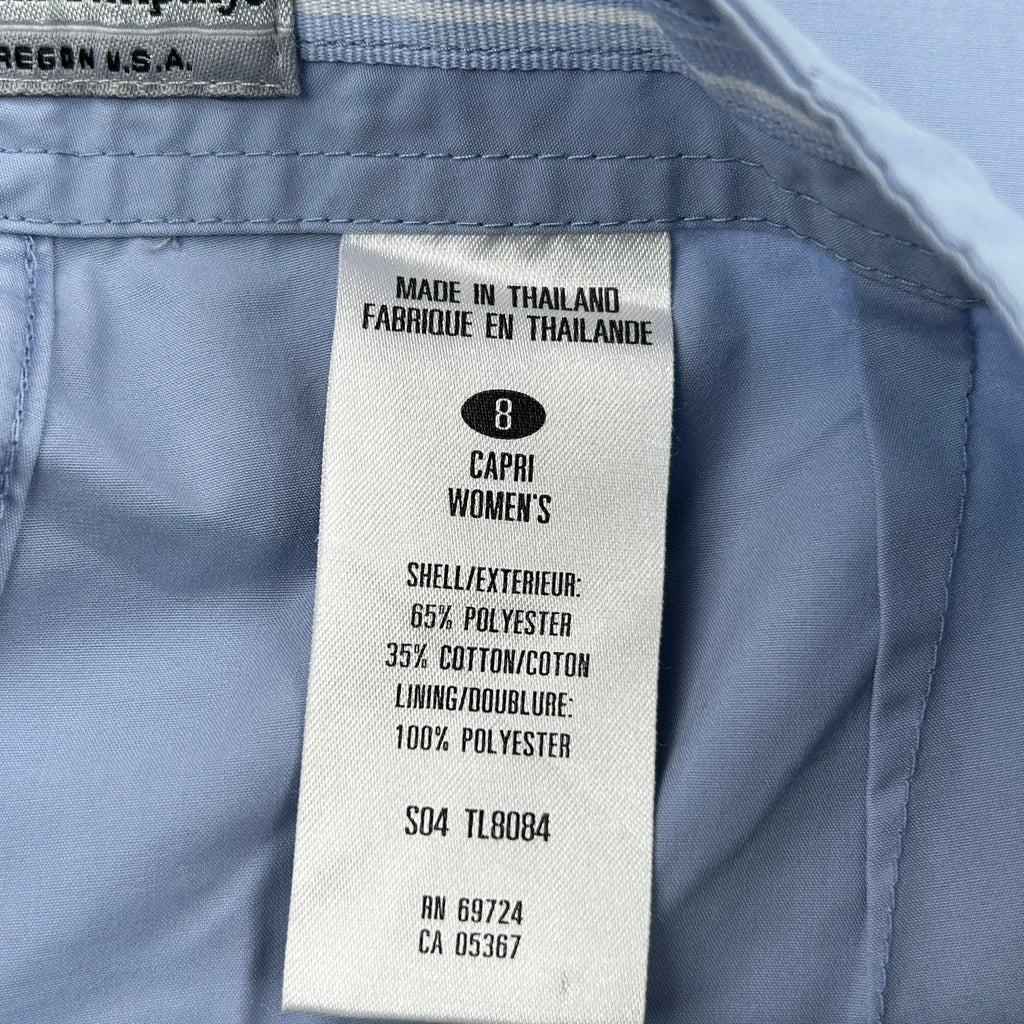 REGON U.S.A.
MADE IN THAILAND
FABRIQUE EN THAILANDE
8
CAPRI
WOMEN'S
SHELL/EXTERIEUR:
65% POLYESTER
35% COTTON/COTON
LINING/DOUBLURE:
100% POLYESTER
S04 TL8084
RN 69724
CA 05367